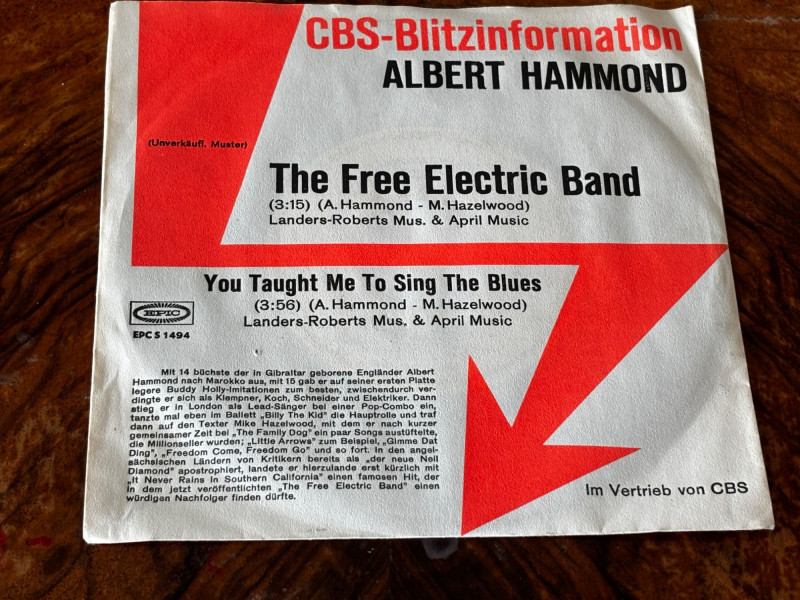 CBS-Blitzinformation
ALBERT HAMMOND
(Unverkäufl. Muster)
The Free Electric Band
(3:15) (A. Hammond - M. Hazelwood)
Landers-Roberts Mus. & April Music
You Taught Me To Sing The Blues
(3:56) (A. Hammond - M. Hazelwood)
Landers-Roberts Mus. & April Music
EPIC
EPC S 1494
Mit 14 büchste der in Gibraltar geborene Engländer Albert
Hammond nach Marokko aus, mit 15 gab er auf seiner ersten Platte
legere Buddy Holly-Imitationen zum besten, zwischendurch ver-
dingte er sich als Klempner, Koch, Schneider und Elektriker. Dann
stieg er in London als Lead-Sänger bei einer Pop-Combo ein,
tanzte mal eben im Ballett „Billy The Kid" die Hauptrolle und traf
dann auf den Texter Mike Hazelwood, mit dem er nach kurzer
gemeinsamer Zeit bei „The Family Dog" ein paar Songs austüftelte,
die Millionseller wurden; „Little Arrows" zum Beispiel, „Gimme Dat
Ding", „Freedom Come, Freedom Go" und so fort. In den angel-
sächsischen Ländern von Kritikern bereits als „der neue Neil
Diamond" apostrophiert, landete er hierzulande erst kürzlich mit
„It Never Rains In Southern California" einen famosen Hit, der
in dem jetzt veröffentlichten „The Free Electric Band" einen
würdigen Nachfolger finden dürfte.
Im Vertrieb von CBS